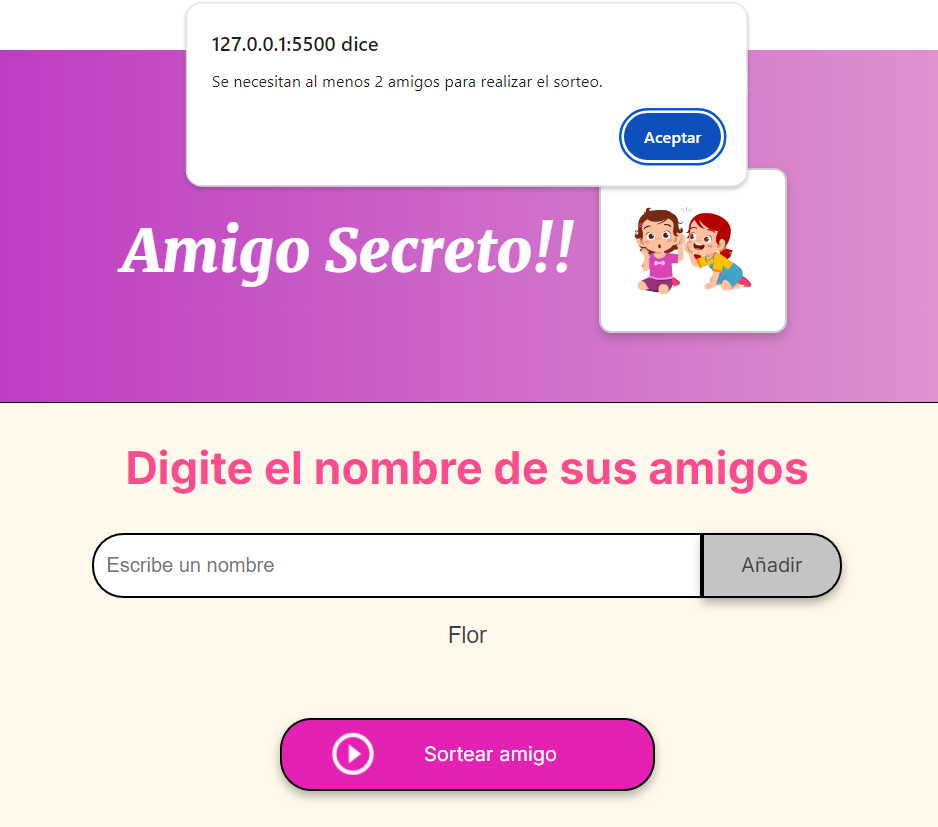 127.0.0.1:5500 dice
Se necesitan al menos 2 amigos para realizar el sorteo.
Aceptar
Amigo Secreto!!
Digite el nombre de sus amigos
Escribe un nombre
Añadir
Flor
Sortear amigo